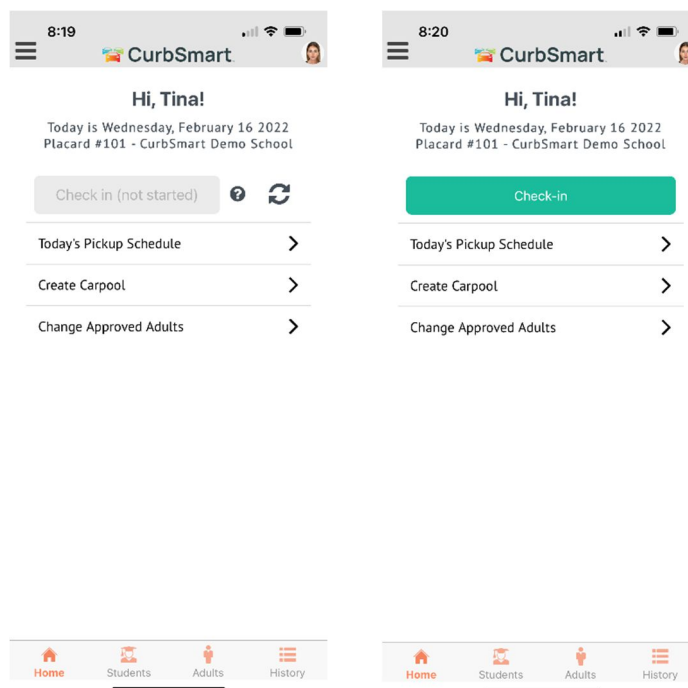 8:19
CurbSmart.
Hi, Tina!
Today is Wednesday, February 16 2022
Placard #101 - CurbSmart Demo School
Check in (not started) ?
Today's Pickup Schedule
Create Carpool
Change Approved Adults
Home Students Adults History
8:20
CurbSmart.
Hi, Tina!
Today is Wednesday, February 16 2022
Placard #101 - CurbSmart Demo School
Check-in
Today's Pickup Schedule
Create Carpool
Change Approved Adults
Home Students Adults History